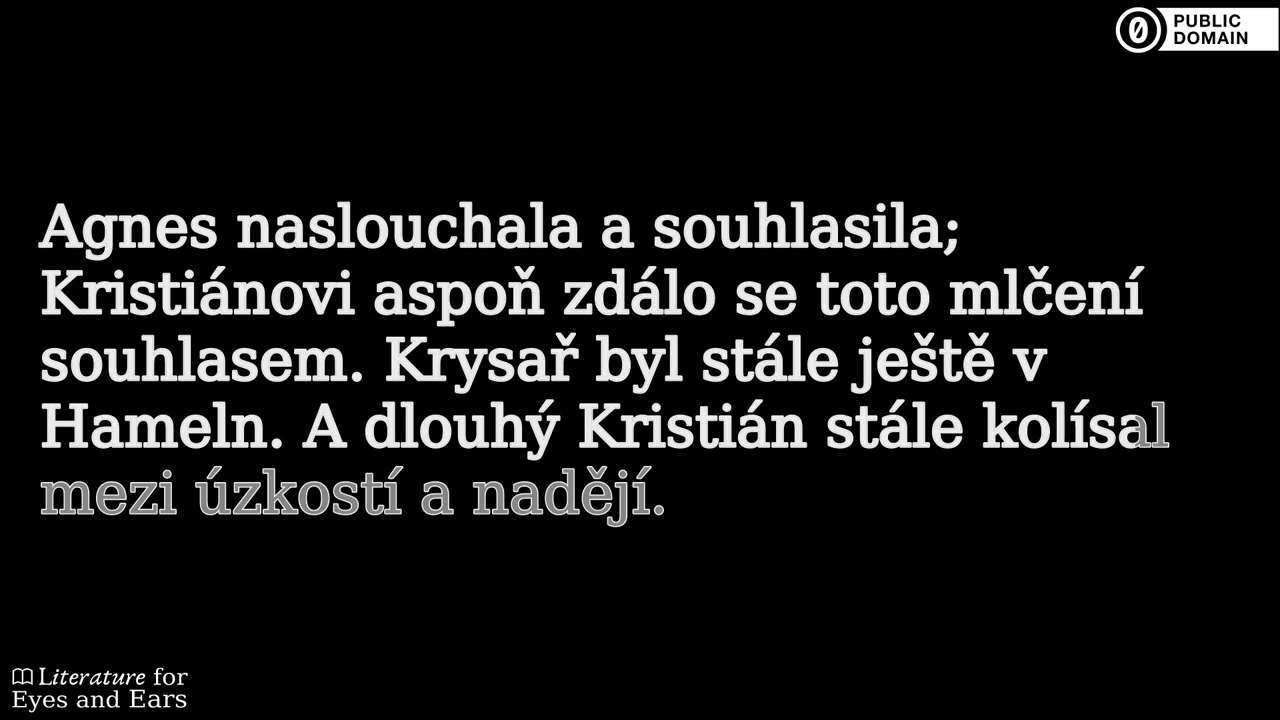 PUBLIC
DOMAIN
Agnes naslouchala a souhlasila;
Kristiánovi aspoň zdálo se toto mlčení
souhlasem. Krysař byl stále ještě v
Hameln. A dlouhý Kristián stále kolísal
mezi úzkostí a nadějí.
Literature for
Eyes and Ears